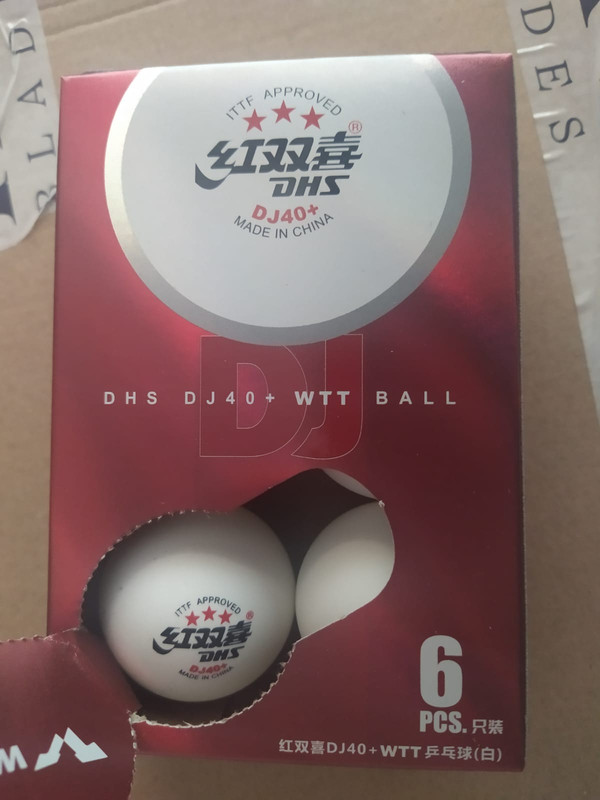 ITTF APPROVED
红双喜®
DHS
DJ40+
MADE IN CHINA
DJ
DHS DJ40+ WTT BALL
ITTF APPROVED
红双喜®
DHS
DJ40+
MADE IN CHINA
6
PCS.只装
红双喜DJ40+WTT乒乓球(白)
W
LAD
DES